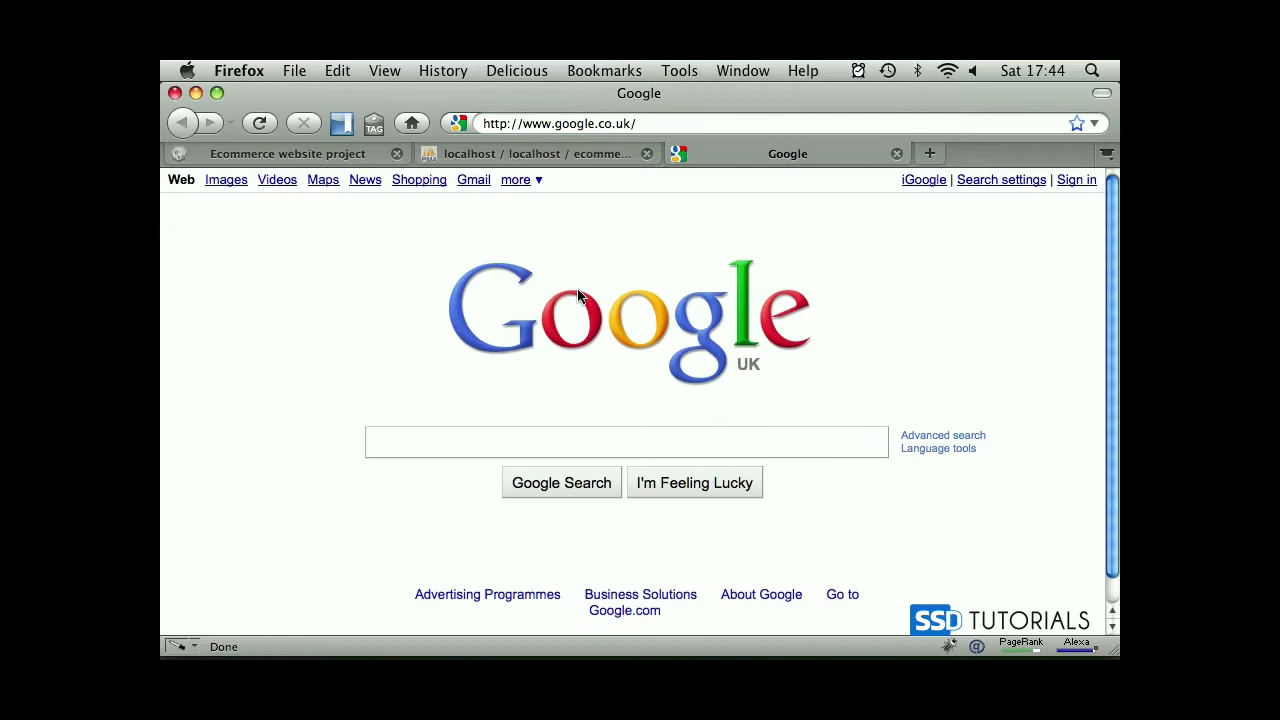 Firefox File Edit View History Delicious Bookmarks Tools Window Help Sat 17:44
Google
TAG http://www.google.co.uk/
Ecommerce website project PMA localhost / localhost / ecomme... Google
Web Images Videos Maps News Shopping Gmail more ▼ iGoogle | Search settings | Sign in
Google
UK
Advanced search
Language tools
Google Search I'm Feeling Lucky
Advertising Programmes Business Solutions About Google Go to
Google.com
SSD TUTORIALS
Done @ PageRank Alexa